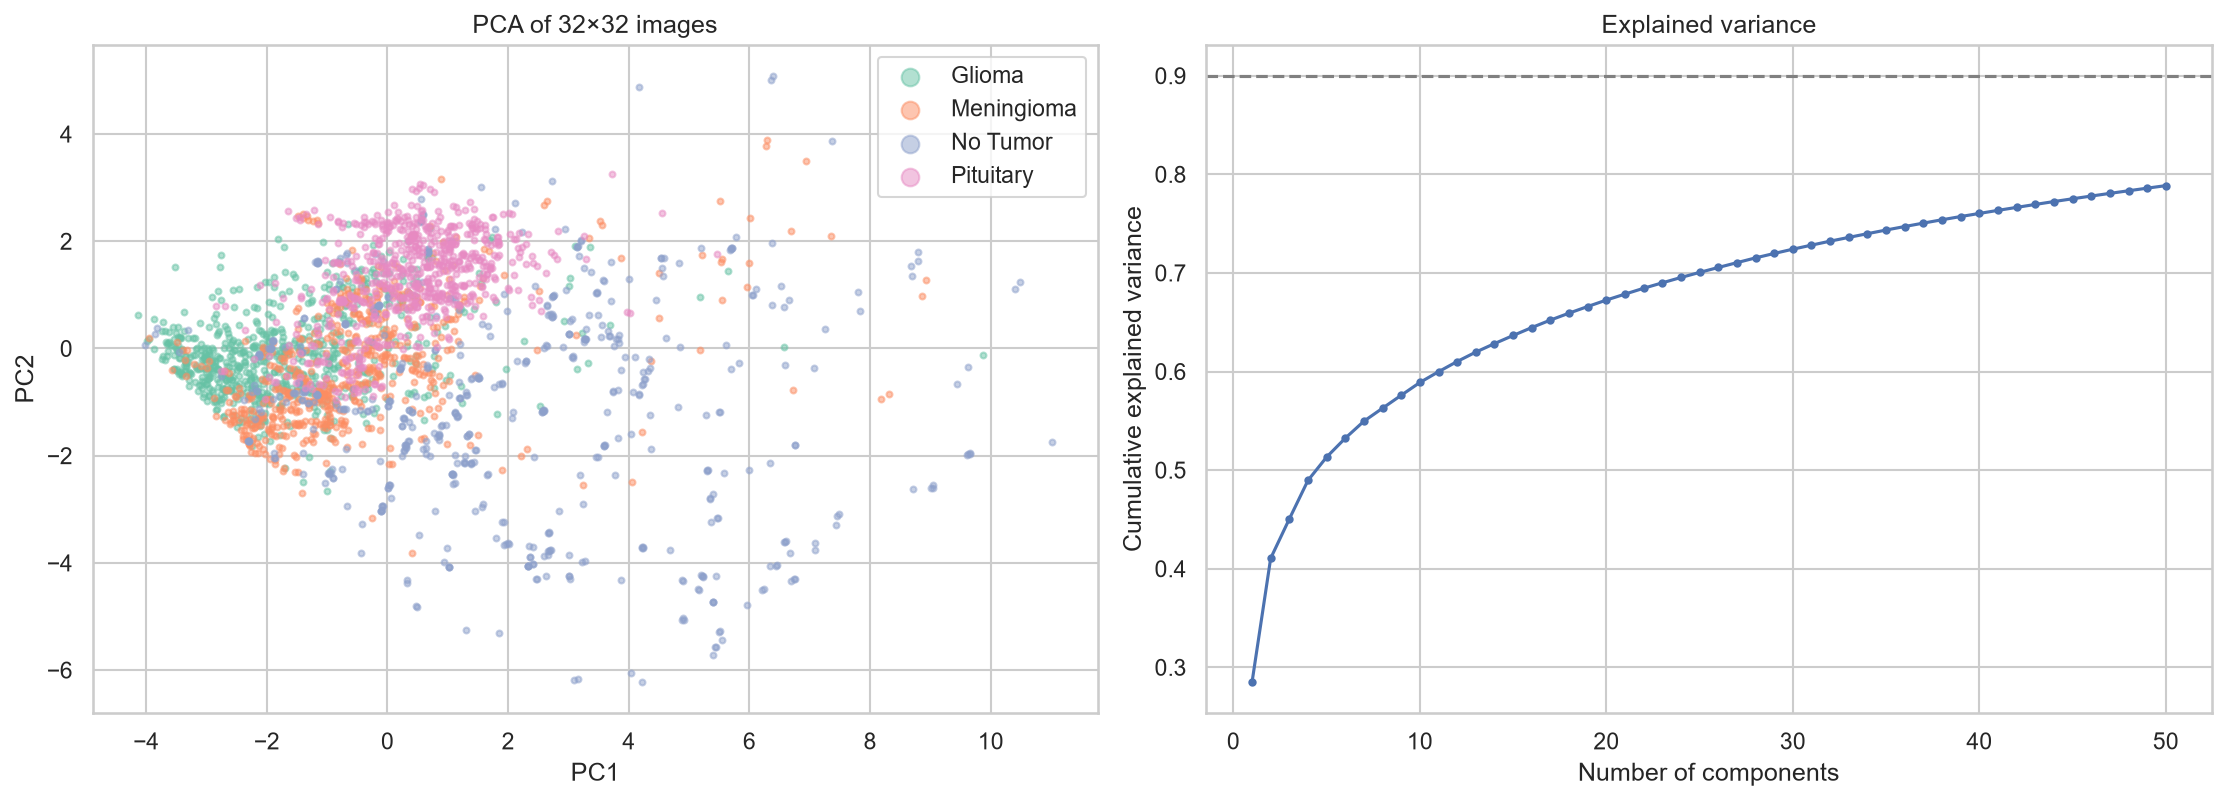 PCA of 32×32 images
Glioma
Meningioma
No Tumor
Pituitary
4
2
0
−2
−4
−6
PC2
−4 −2 0 2 4 6 8 10
PC1
Explained variance
0.9
0.8
0.7
0.6
0.5
0.4
0.3
Cumulative explained variance
0 10 20 30 40 50
Number of components